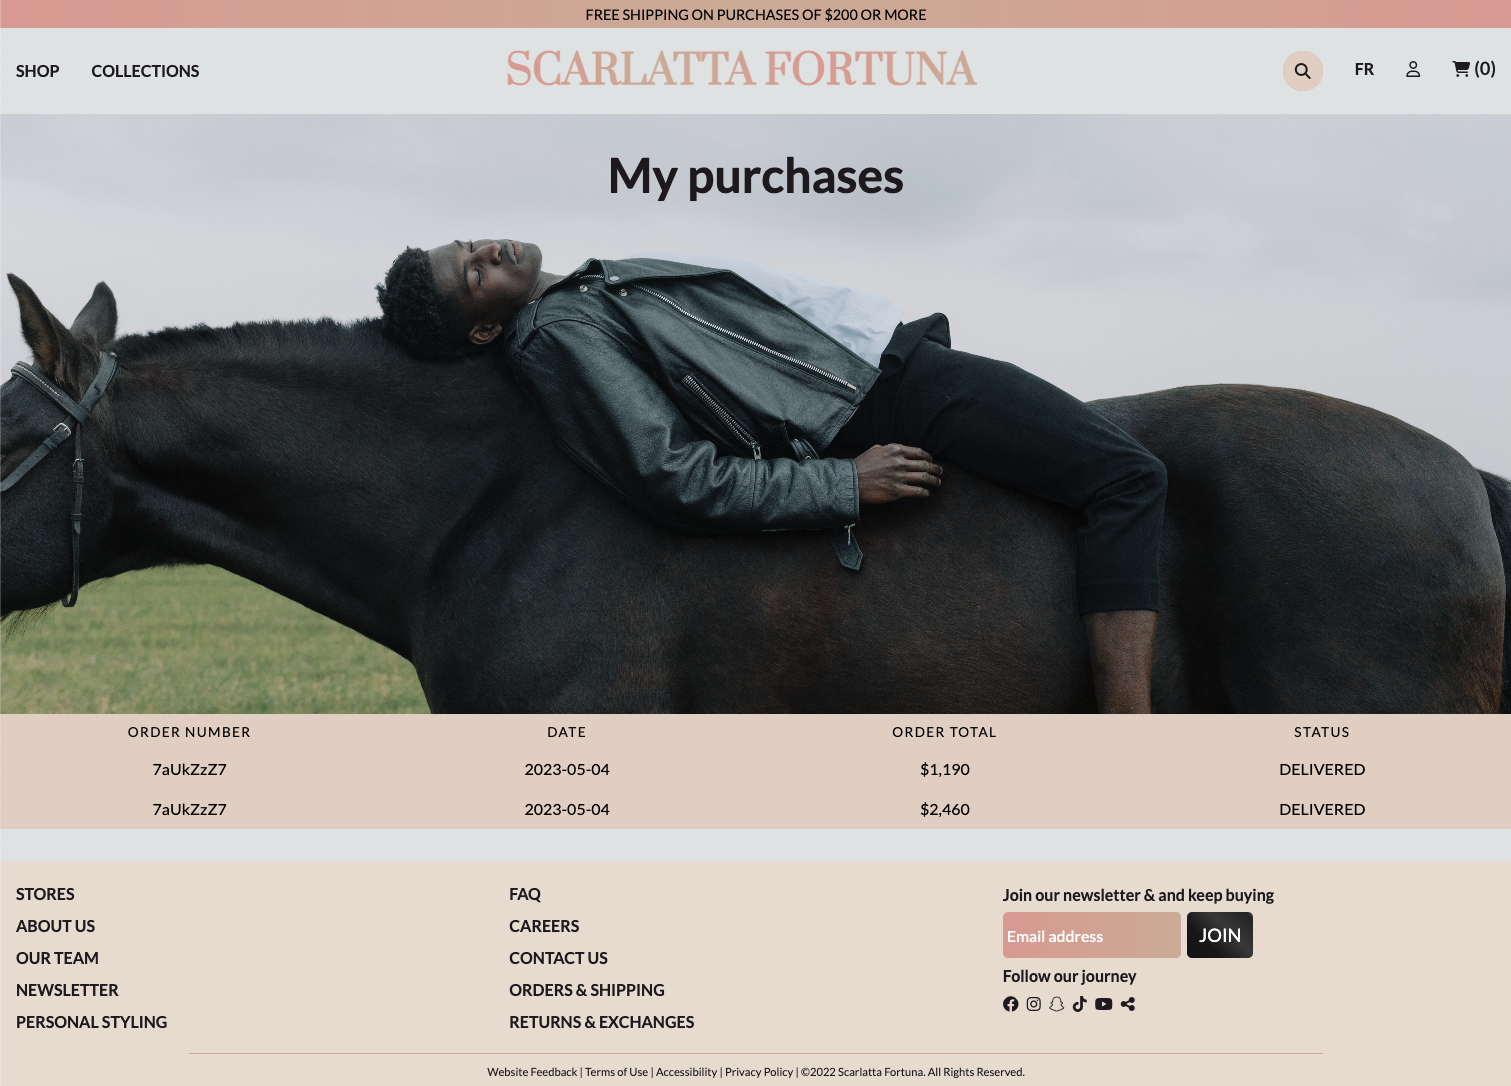 FREE SHIPPING ON PURCHASES OF $200 OR MORE
SHOP COLLECTIONS SCARLATTA FORTUNA FR (0)
My purchases
ORDER NUMBER DATE ORDER TOTAL STATUS
7aUkZzZ7 2023-05-04 $1,190 DELIVERED
7aUkZzZ7 2023-05-04 $2,460 DELIVERED
STORES
ABOUT US
OUR TEAM
NEWSLETTER
PERSONAL STYLING
FAQ
CAREERS
CONTACT US
ORDERS & SHIPPING
RETURNS & EXCHANGES
Join our newsletter & and keep buying
Email address JOIN
Follow our journey
Website Feedback | Terms of Use | Accessibility | Privacy Policy | ©2022 Scarlatta Fortuna. All Rights Reserved.